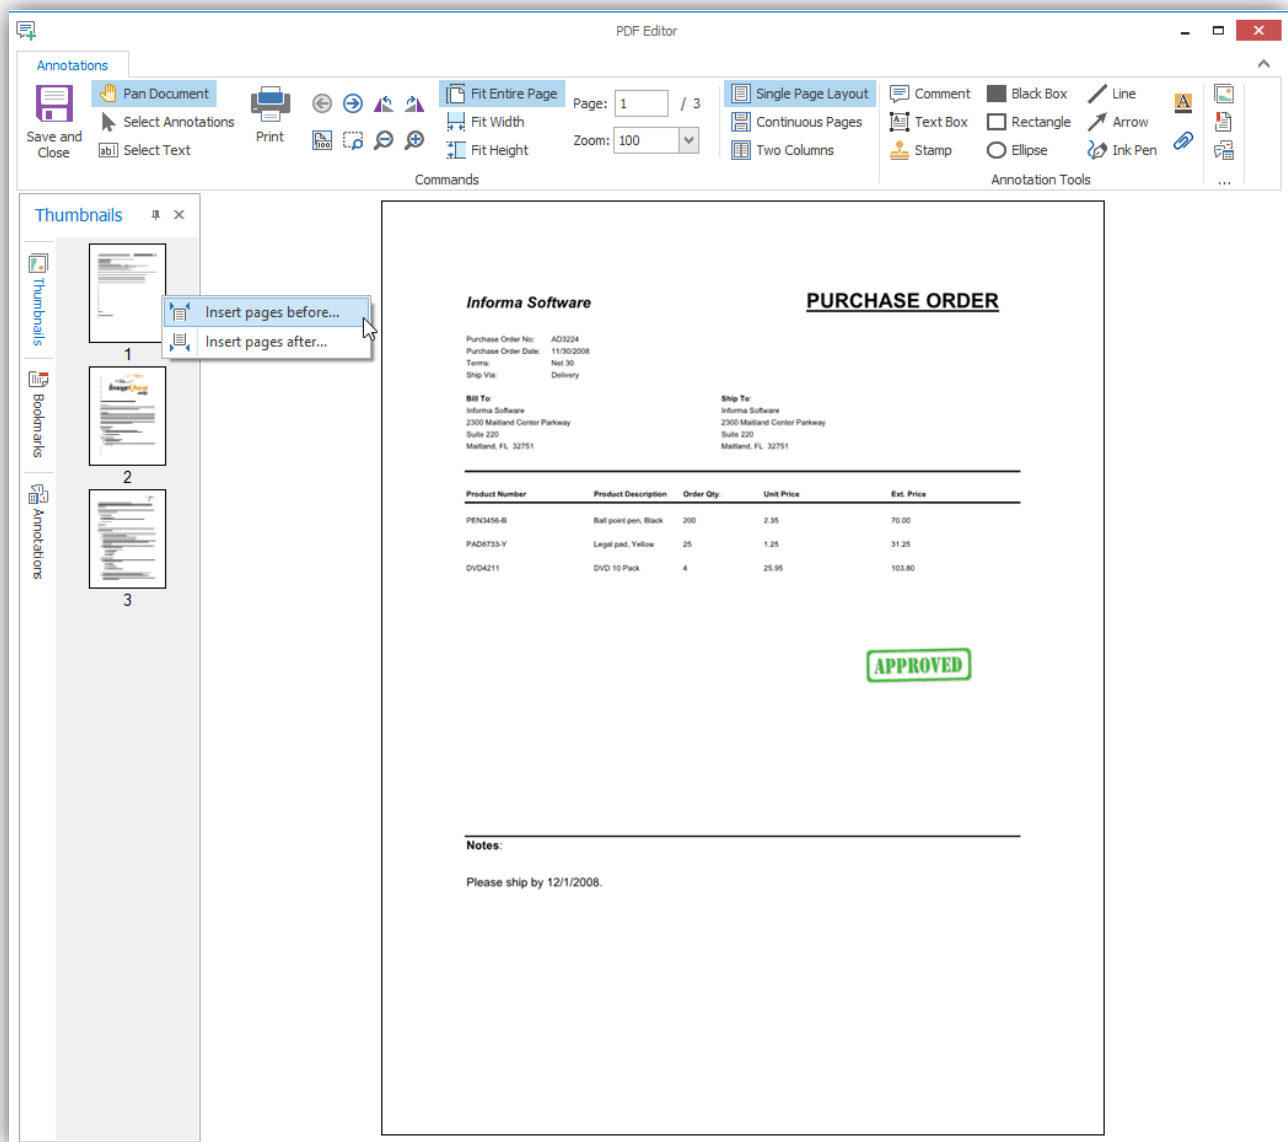 PDF Editor
Annotations
Save and Close
Pan Document
Select Annotations
ab Select Text
Print
100
Fit Entire Page
Fit Width
Fit Height
Page: 1 / 3
Zoom: 100
Single Page Layout
Continuous Pages
Two Columns
Commands
Comment
A Text Box
Stamp
Black Box
Rectangle
Ellipse
Line
Arrow
Ink Pen
A
Annotation Tools
...
Thumbnails
Thumbnails
Bookmarks
Annotations
1
2
3
Insert pages before...
Insert pages after...
Informa Software
PURCHASE ORDER
Purchase Order No: AD3224
Purchase Order Date: 11/30/2008
Terms: Net 30
Ship Via: Delivery
Bill To:
Informa Software
2300 Maitland Center Parkway
Suite 220
Maitland, FL 32751
Ship To:
Informa Software
2300 Maitland Center Parkway
Suite 220
Maitland, FL 32751
Product Number Product Description Order Qty. Unit Price Ext. Price
PEN3456-B Ball point pen, Black 200 2.35 70.00
PAD8733-Y Legal pad, Yellow 25 1.25 31.25
DVD4211 DVD 10 Pack 4 25.95 103.80
APPROVED
Notes:
Please ship by 12/1/2008.